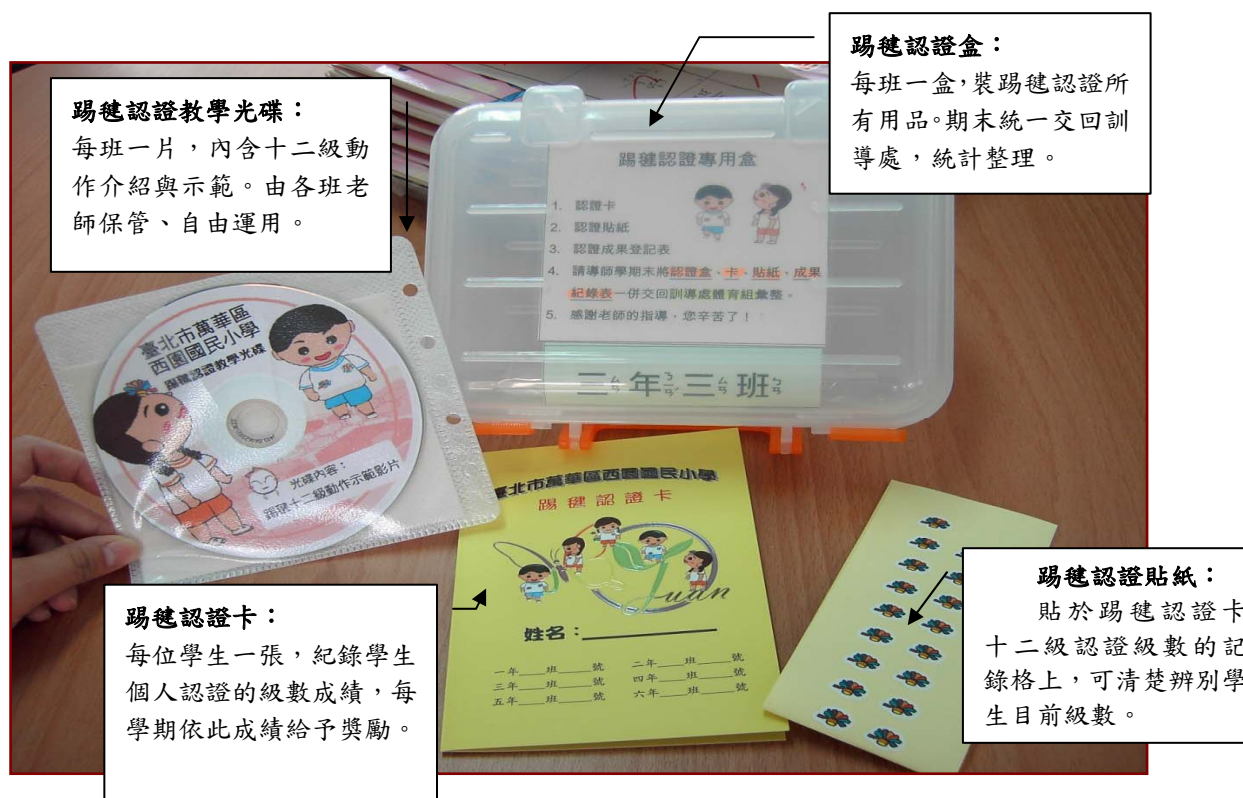 踢毽認證盒：
每班一盒，裝踢毽認證所
有用品。期末統一交回訓
導處，統計整理。
踢毽認證教學光碟：
每班一片，內含十二級動
作介紹與示範。由各班老
師保管、自由運用。
踢毽認證專用盒
1. 認證卡
2. 認證貼紙
3. 認證成果登記表
4. 請導師學期末將認證盒、卡、貼紙、成果
紀錄表一併交回訓導處體育組彙整。
5. 感謝老師的指導，您辛苦了！
三年三班
臺北市萬華區
西園國民小學
踢毽認證教學光碟
光碟內容：
踢毽十二級動作示範影片
臺北市萬華區西園國民小學
踢毽認證卡
Yuan
姓名：
一年 班 號 二年 班 號
三年 班 號 四年 班 號
五年 班 號 六年 班 號
踢毽認證卡：
每位學生一張，紀錄學生
個人認證的級數成績，每
學期依此成績給予獎勵。
踢毽認證貼紙：
貼於踢毽認證卡
十二級認證級數的記
錄格上，可清楚辨別學
生目前級數。